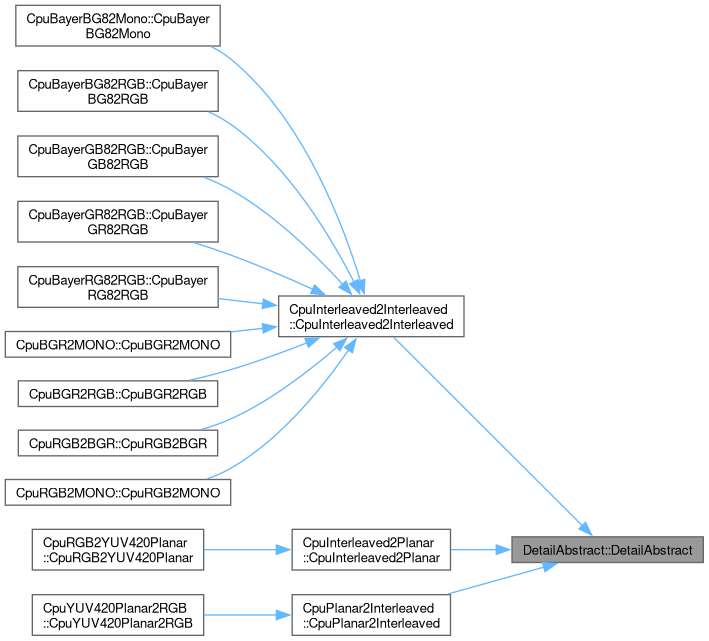 CpuBayerBG82Mono::CpuBayer
BG82Mono
CpuBayerBG82RGB::CpuBayer
BG82RGB
CpuBayerGB82RGB::CpuBayer
GB82RGB
CpuBayerGR82RGB::CpuBayer
GR82RGB
CpuBayerRG82RGB::CpuBayer
RG82RGB
CpuBGR2MONO::CpuBGR2MONO
CpuBGR2RGB::CpuBGR2RGB
CpuRGB2BGR::CpuRGB2BGR
CpuRGB2MONO::CpuRGB2MONO
CpuInterleaved2Interleaved
::CpuInterleaved2Interleaved
CpuRGB2YUV420Planar
::CpuRGB2YUV420Planar
CpuInterleaved2Planar
::CpuInterleaved2Planar
DetailAbstract::DetailAbstract
CpuYUV420Planar2RGB
::CpuYUV420Planar2RGB
CpuPlanar2Interleaved
::CpuPlanar2Interleaved